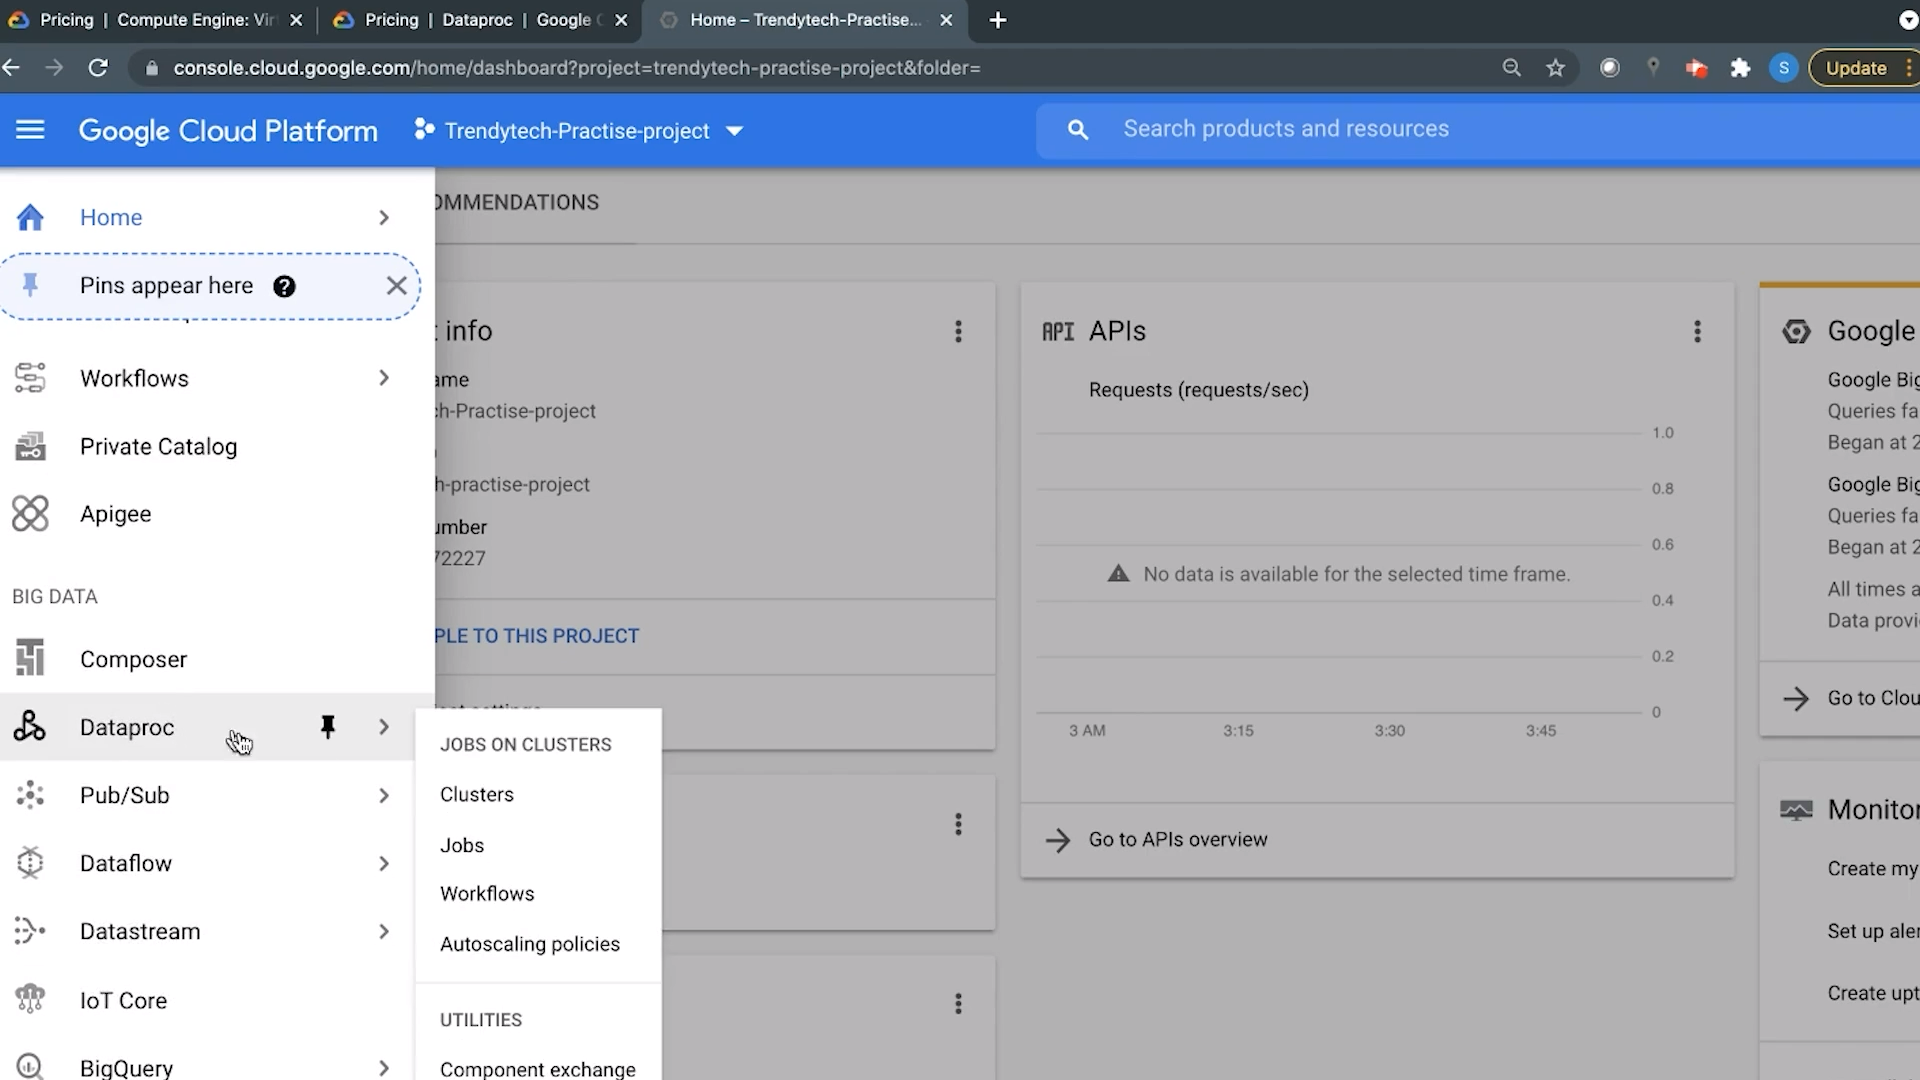 Pricing | Compute Engine: Vir
Pricing | Dataproc | Google C
Home – Trendytech-Practise...
console.cloud.google.com/home/dashboard?project=trendytech-practise-project&folder=
S
Update
Google Cloud Platform
Trendytech-Practise-project
Search products and resources
Home
Pins appear here
Workflows
Private Catalog
Apigee
BIG DATA
Composer
Dataproc
Pub/Sub
Dataflow
Datastream
IoT Core
BigQuery
JOBS ON CLUSTERS
Clusters
Jobs
Workflows
Autoscaling policies
UTILITIES
Component exchange
OMMENDATIONS
t info
ame
ch-Practise-project
h-practise-project
umber
72227
PLE TO THIS PROJECT
API APIs
Requests (requests/sec)
1.0
0.8
0.6
No data is available for the selected time frame.
0.4
0.2
0
3 AM 3:15 3:30 3:45
Go to APIs overview
Google
Google Big
Queries fa
Began at 2
Google Big
Queries fa
Began at 2
All times a
Data provi
Go to Clou
Monitor
Create my
Set up aler
Create upt